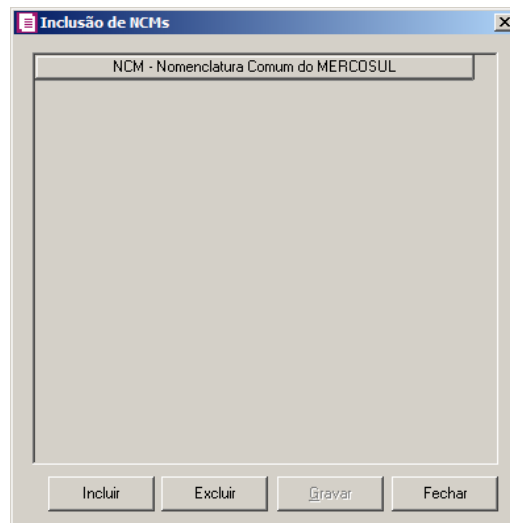 Inclusão de NCMs
NCM - Nomenclatura Comum do MERCOSUL
Incluir Excluir Gravar Fechar